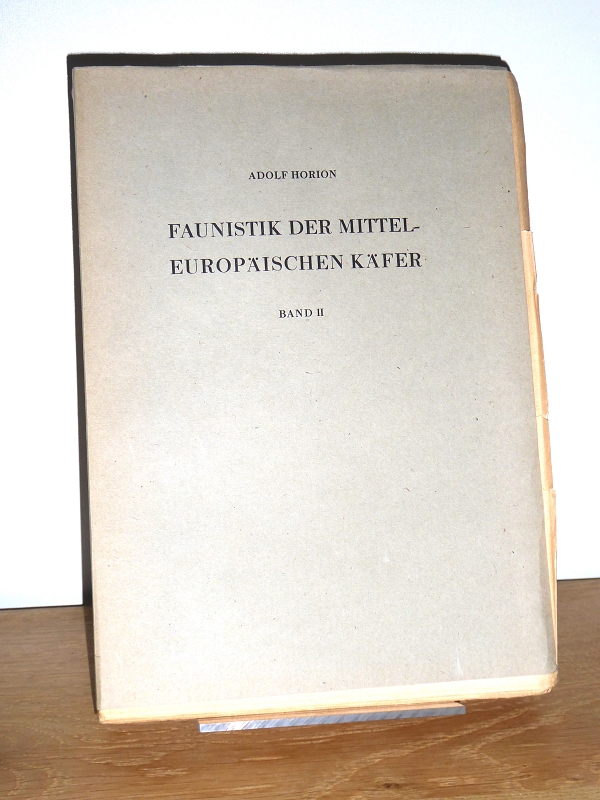 ADOLF HORION
FAUNISTIK DER MITTEL-
EUROPÄISCHEN KÄFER
BAND II